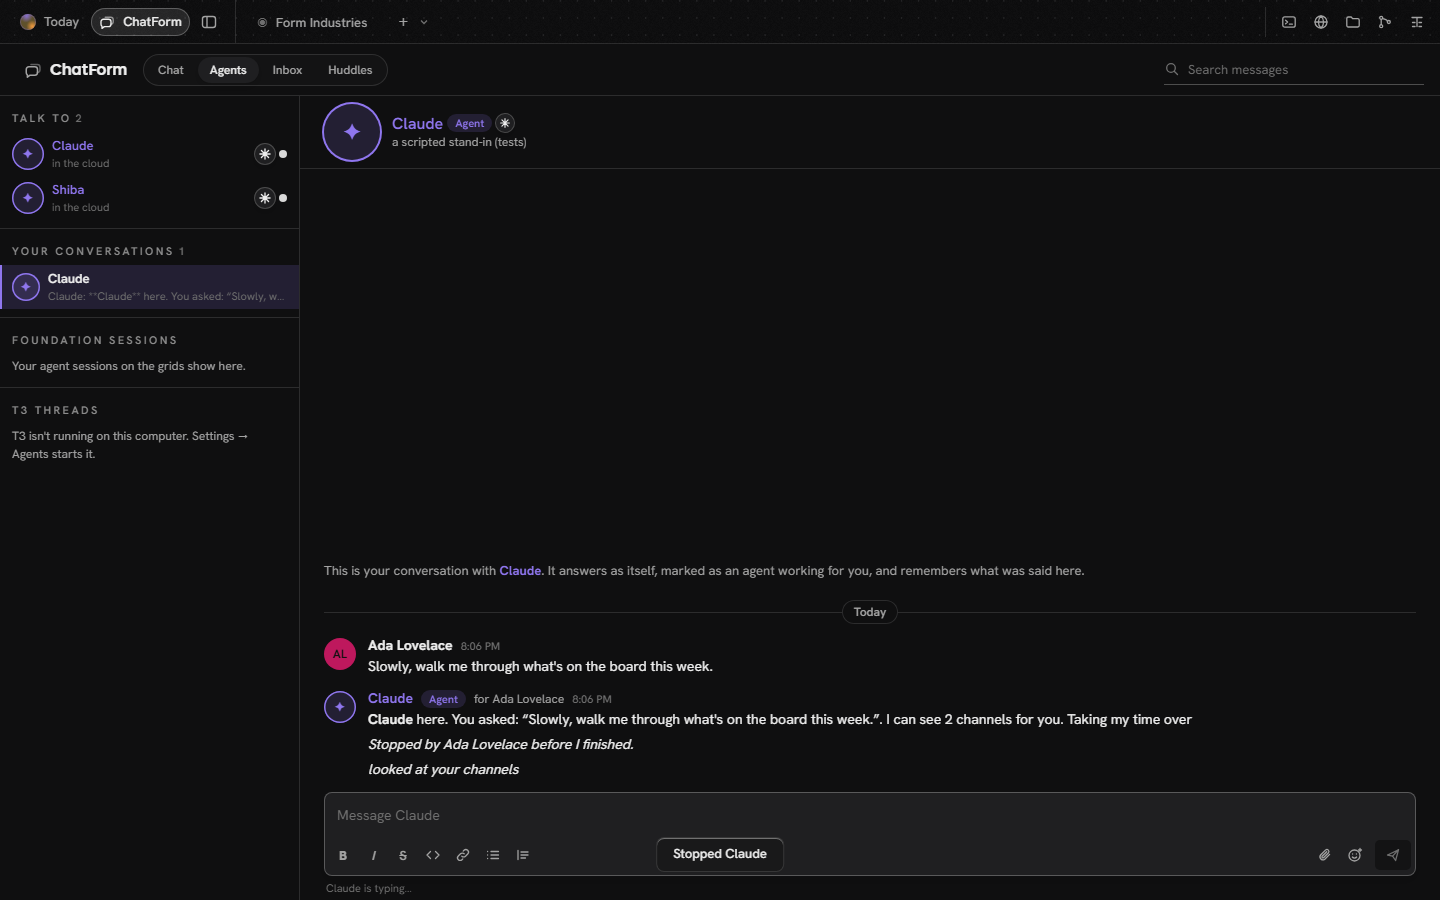 Today
ChatForm
Form Industries
ChatForm
Chat
Agents
Inbox
Huddles
Search messages
TALK TO 2
Claude
in the cloud
Shiba
in the cloud
YOUR CONVERSATIONS 1
Claude
Claude: **Claude** here. You asked: “Slowly, w...
FOUNDATION SESSIONS
Your agent sessions on the grids show here.
T3 THREADS
T3 isn't running on this computer. Settings →
Agents starts it.
Claude Agent
a scripted stand-in (tests)
This is your conversation with Claude. It answers as itself, marked as an agent working for you, and remembers what was said here.
Today
AL
Ada Lovelace 8:06 PM
Slowly, walk me through what's on the board this week.
Claude Agent for Ada Lovelace 8:06 PM
Claude here. You asked: “Slowly, walk me through what's on the board this week.”. I can see 2 channels for you. Taking my time over
Stopped by Ada Lovelace before I finished.
looked at your channels
Message Claude
B I S
Stopped Claude
Claude is typing...